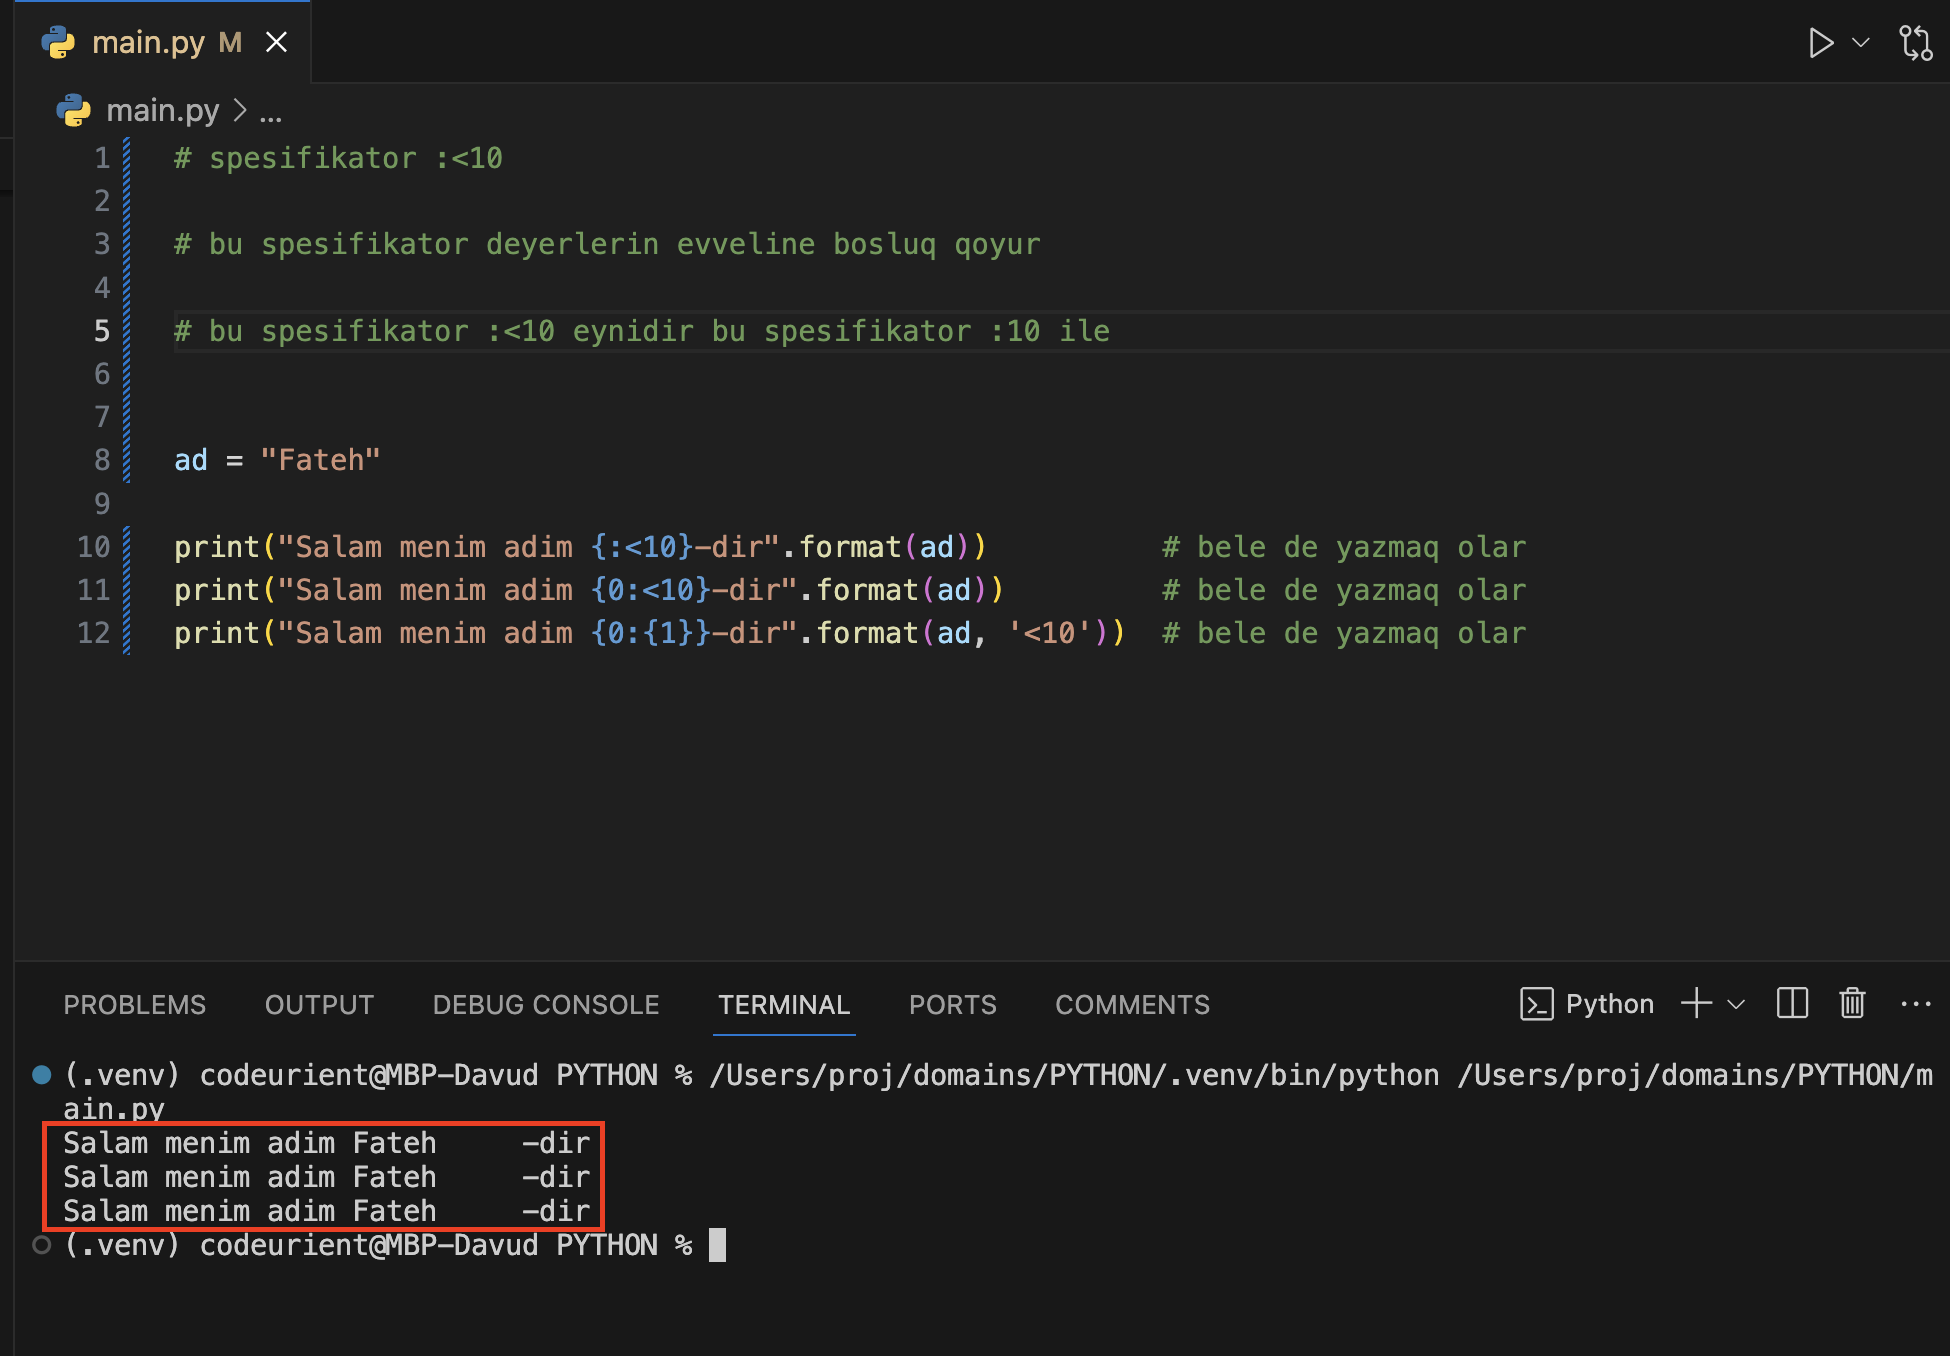 main.py M
main.py > ...
1 # spesifikator :<10
2
3 # bu spesifikator deyerlerin evveline bosluq qoyur
4
5 # bu spesifikator :<10 eynidir bu spesifikator :10 ile
6
7
8 ad = "Fateh"
9
10 print("Salam menim adim {:<10}-dir".format(ad))          # bele de yazmaq olar
11 print("Salam menim adim {0:<10}-dir".format(ad))         # bele de yazmaq olar
12 print("Salam menim adim {0:{1}}-dir".format(ad, '<10'))  # bele de yazmaq olar
PROBLEMS OUTPUT DEBUG CONSOLE TERMINAL PORTS COMMENTS Python
(.venv) codeurient@MBP-Davud PYTHON % /Users/proj/domains/PYTHON/.venv/bin/python /Users/proj/domains/PYTHON/m
ain.py
Salam menim adim Fateh     -dir
Salam menim adim Fateh     -dir
Salam menim adim Fateh     -dir
(.venv) codeurient@MBP-Davud PYTHON %